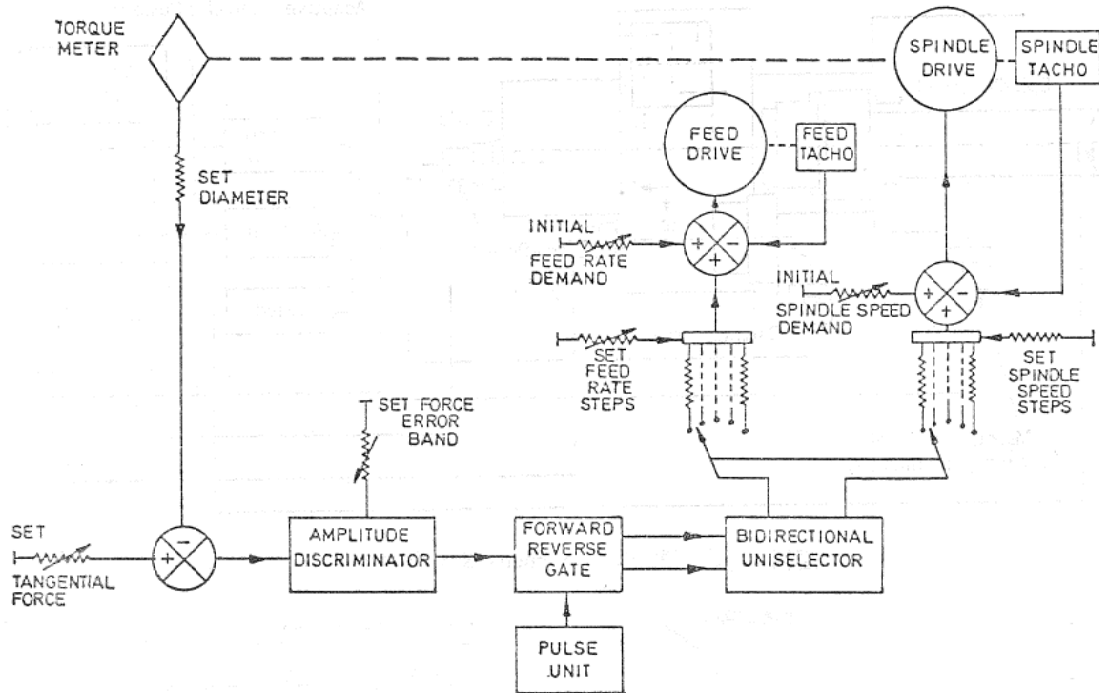 TORQUE
METER
SPINDLE
DRIVE
SPINDLE
TACHO
FEED
DRIVE
FEED
TACHO
SET
DIAMETER
INITIAL
FEED RATE
DEMAND
+
-
+
INITIAL
SPINDLE SPEED
DEMAND
+
-
+
SET
FEED
RATE
STEPS
SET
SPINDLE
SPEED
STEPS
SET FORCE
ERROR
BAND
SET
TANGENTIAL
FORCE
-
+
AMPLITUDE
DISCRIMINATOR
FORWARD
REVERSE
GATE
BIDIRECTIONAL
UNISELECTOR
PULSE
UNIT